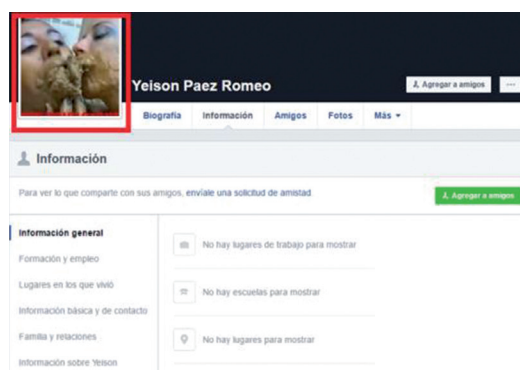 Yeison Paez Romeo
Agregar a amigos
Biografía Información Amigos Fotos Más
Información
Para ver lo que comparte con sus amigos, envíale una solicitud de amistad
Agregar a amigos
Información general
No hay lugares de trabajo para mostrar
Formación y empleo
Lugares en los que vivió
No hay escuelas para mostrar
Información básica y de contacto
Familia y relaciones
No hay lugares para mostrar
Información sobre Yeison